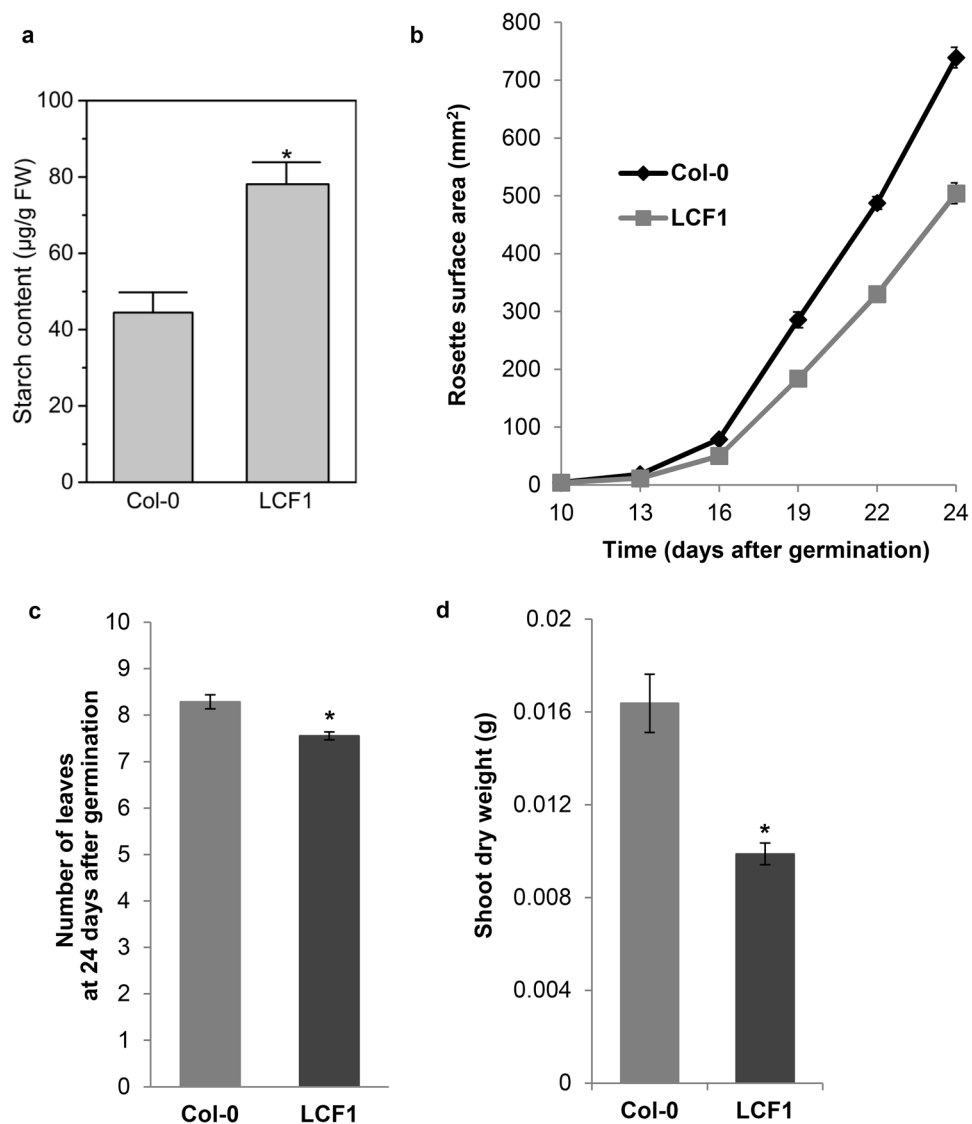 a
Starch content (µg/g FW)
100
80
60
40
20
0
*
Col-0
LCF1
b
Rosette surface area (mm²)
800
700
600
500
400
300
200
100
0
Col-0
LCF1
10
13
16
19
22
24
Time (days after germination)
c
Number of leaves
at 24 days after germination
10
9
8
7
6
5
4
3
2
1
0
*
Col-0
LCF1
d
Shoot dry weight (g)
0.02
0.016
0.012
0.008
0.004
0
*
Col-0
LCF1